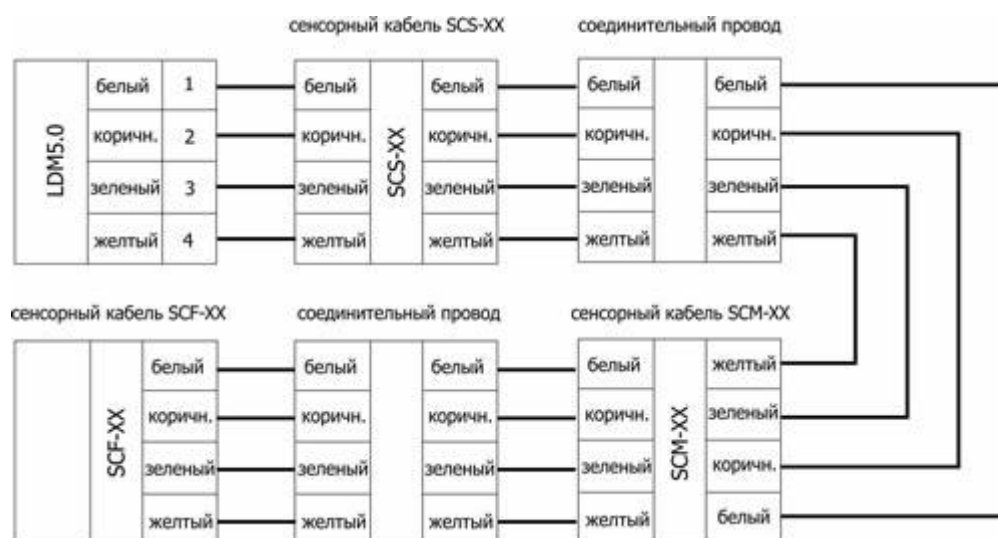 сенсорный кабель SCS-XX соединительный провод
LDM5.0
белый 1 белый SCS-XX белый белый белый
коричн. 2 коричн. коричн. коричн. коричн.
зеленый 3 зеленый зеленый зеленый зеленый
желтый 4 желтый желтый желтый желтый
сенсорный кабель SCF-XX соединительный провод сенсорный кабель SCM-XX
SCF-XX
белый белый белый белый SCM-XX желтый
коричн. коричн. коричн. коричн. зеленый
зеленый зеленый зеленый зеленый коричн.
желтый желтый желтый желтый белый